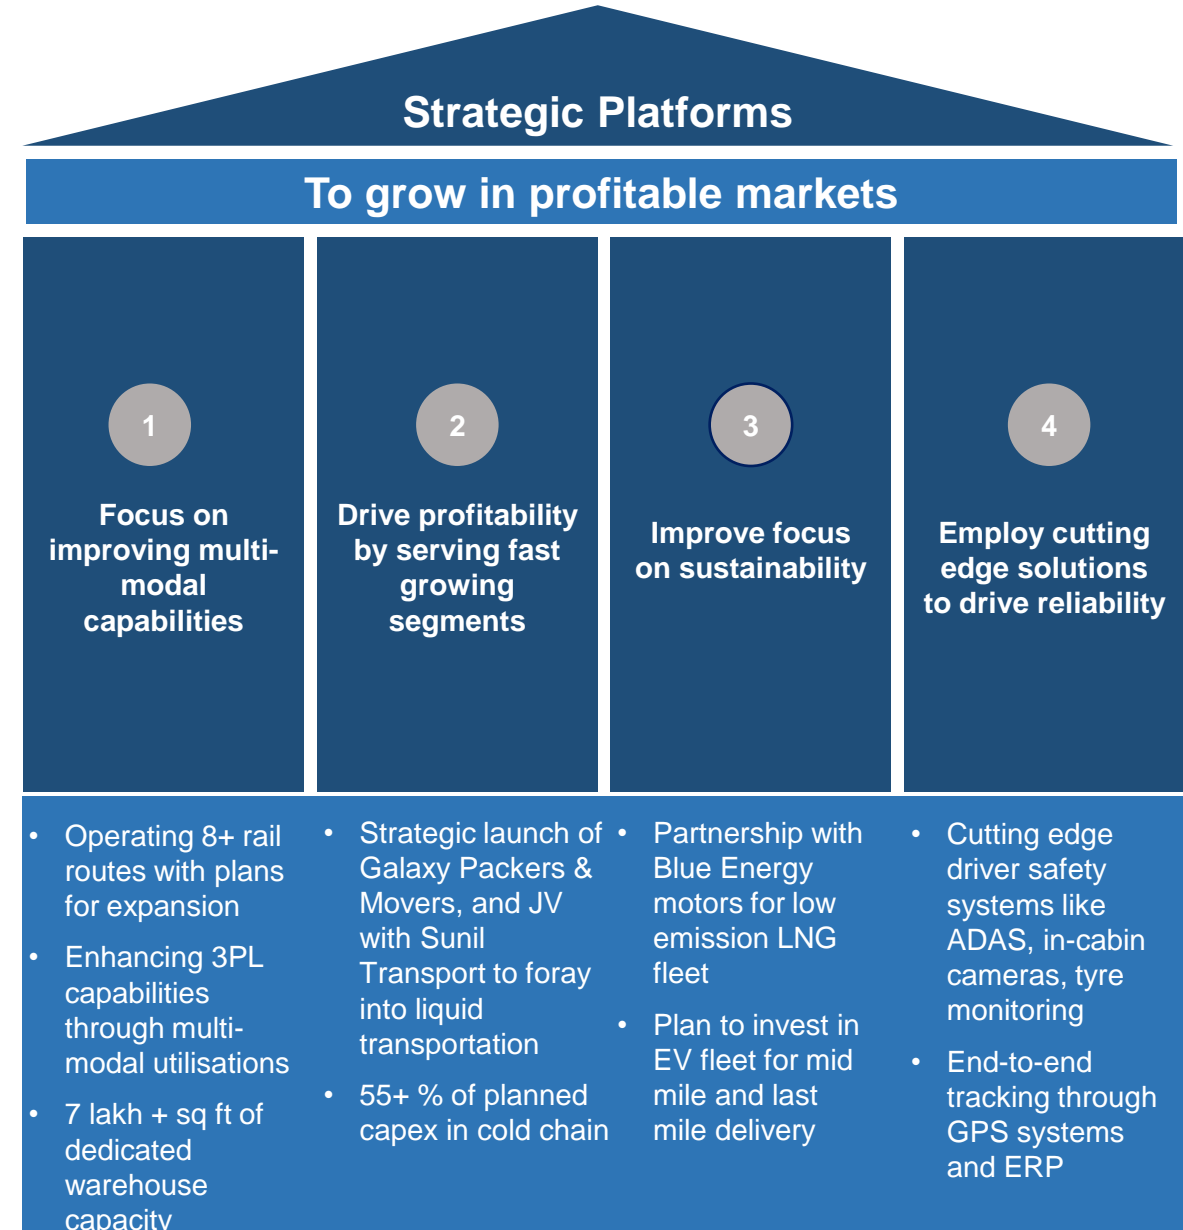 Strategic Platforms
To grow in profitable markets
1
Focus on
improving multi-
modal
capabilities
2
Drive profitability
by serving fast
growing
segments
3
Improve focus
on sustainability
4
Employ cutting
edge solutions
to drive reliability
• Operating 8+ rail
routes with plans
for expansion
• Enhancing 3PL
capabilities
through multi-
modal utilisations
• 7 lakh + sq ft of
dedicated
warehouse
capacity
• Strategic launch of
Galaxy Packers &
Movers, and JV
with Sunil
Transport to foray
into liquid
transportation
• 55+ % of planned
capex in cold chain
• Partnership with
Blue Energy
motors for low
emission LNG
fleet
• Plan to invest in
EV fleet for mid
mile and last
mile delivery
• Cutting edge
driver safety
systems like
ADAS, in-cabin
cameras, tyre
monitoring
• End-to-end
tracking through
GPS systems
and ERP